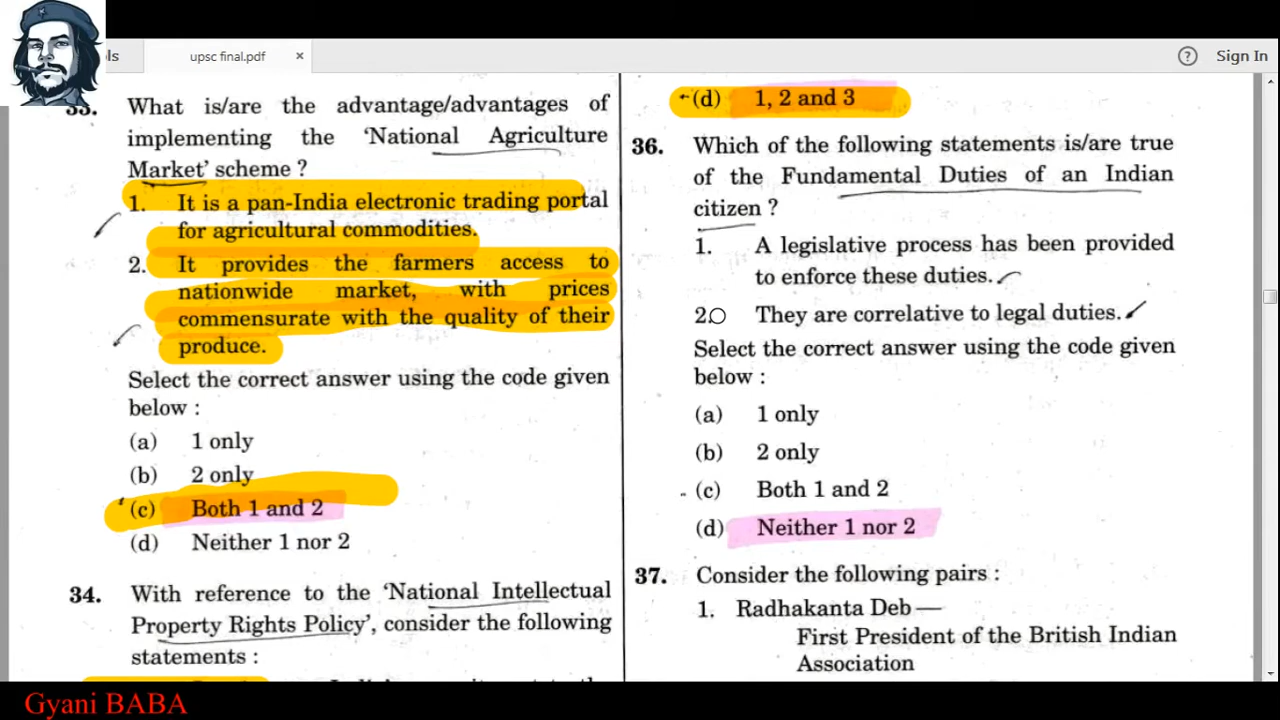 ls
upsc final.pdf ×
? Sign In
33.
What is/are the advantage/advantages of
implementing the 'National Agriculture
Market' scheme ?
1. It is a pan-India electronic trading portal
for agricultural commodities.
2. It provides the farmers access to
nationwide market, with prices
commensurate with the quality of their
produce.
Select the correct answer using the code given
below :
(a) 1 only
(b) 2 only
(c) Both 1 and 2
(d) Neither 1 nor 2
34. With reference to the 'National Intellectual
Property Rights Policy', consider the following
statements :
(d) 1, 2 and 3
36. Which of the following statements is/are true
of the Fundamental Duties of an Indian
citizen ?
1. A legislative process has been provided
to enforce these duties.
2. They are correlative to legal duties.
Select the correct answer using the code given
below :
(a) 1 only
(b) 2 only
(c) Both 1 and 2
(d) Neither 1 nor 2
37. Consider the following pairs :
1. Radhakanta Deb —
First President of the British Indian
Association
Gyani BABA